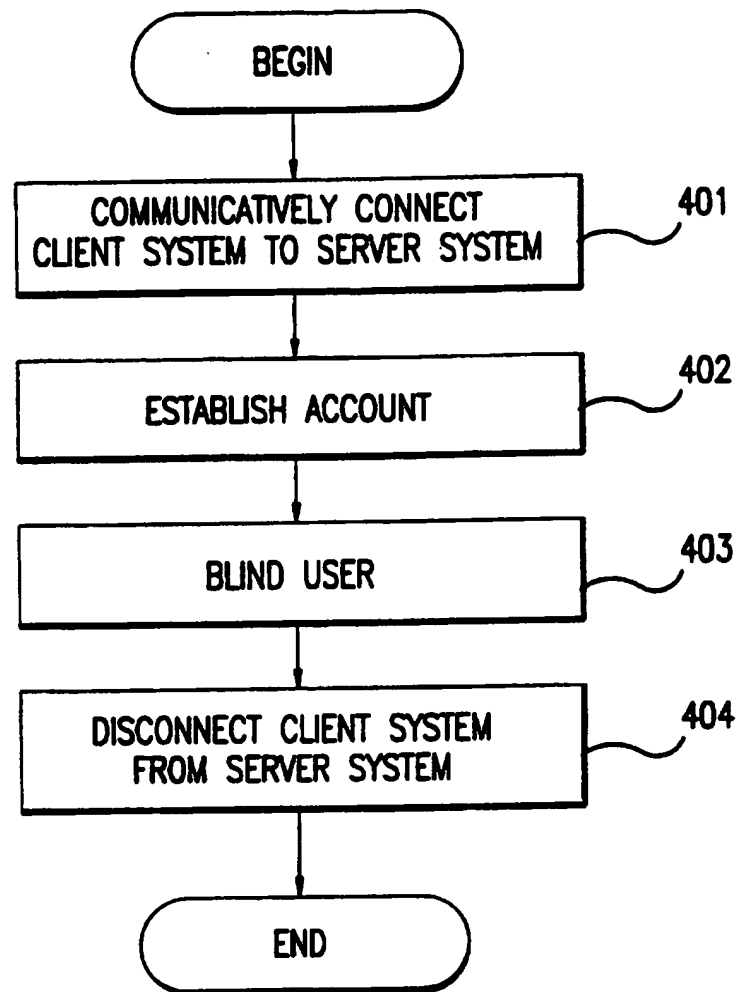 BEGIN
COMMUNICATIVELY CONNECT
CLIENT SYSTEM TO SERVER SYSTEM
401
ESTABLISH ACCOUNT
402
BLIND USER
403
DISCONNECT CLIENT SYSTEM
FROM SERVER SYSTEM
404
END